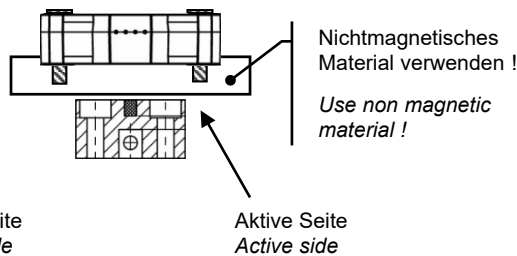 Nichtmagnetisches
Material verwenden !
Use non magnetic
material !
Aktive Seite
Active side